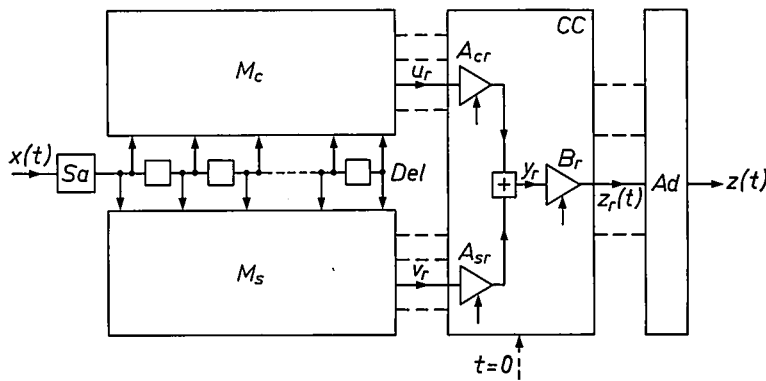 CC
M_c
u_r
A_cr
x(t)
Sa
Del
+
y_r
B_r
z_r(t)
Ad
z(t)
M_s
v_r
A_sr
t=0